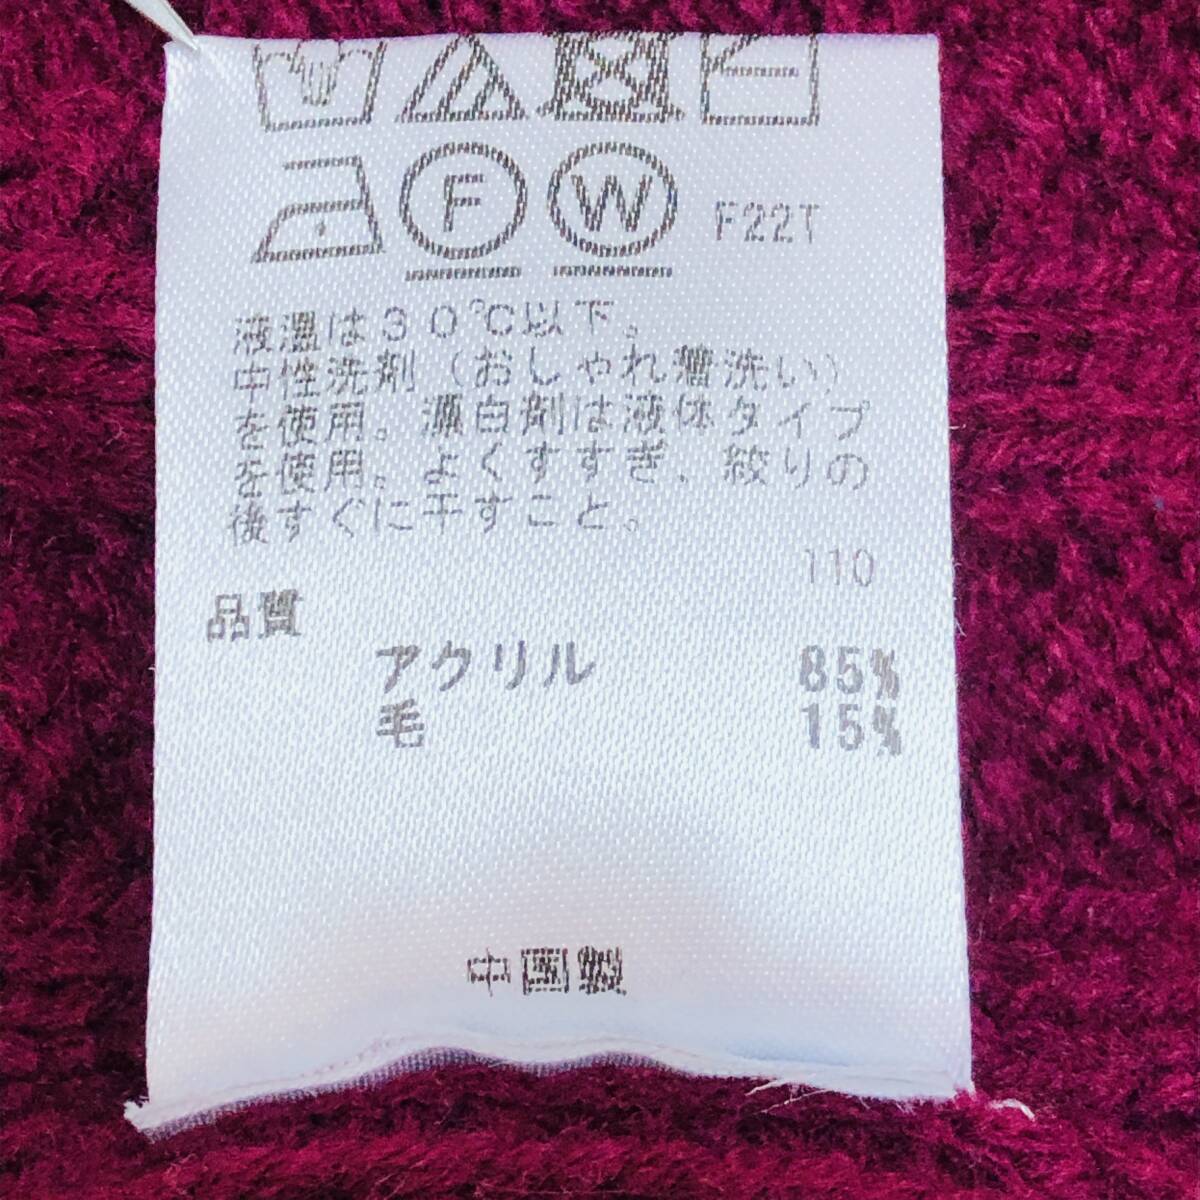 F W F22T
液温は30℃以下。
中性洗剤（おしゃれ着洗い）
を使用。漂白剤は液体タイプ
を使用。よくすすぎ、絞りの
後すぐに干すこと。
110
品質
アクリル 85%
毛 15%
中国製